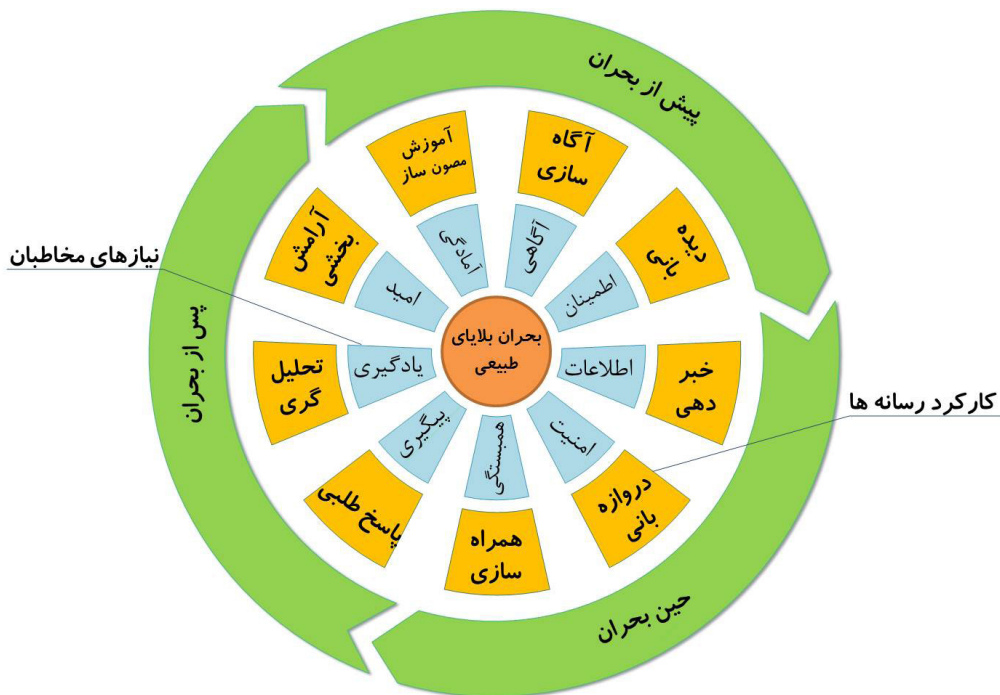 پیش از بحران
حین بحران
پس از بحران
آموزش
مصون ساز
آمادگی
آگاه
سازی
آگاهی
دیده
بانی
اطمینان
خبر
دهی
اطلاعات
دروازه
بانی
امنیت
همراه
سازی
همبستگی
پاسخ طلبی
پیگیری
تحلیل
گری
یادگیری
آرامش
بخشی
امید
بحران بلایای
طبیعی
نیازهای مخاطبان
کارکرد رسانه ها